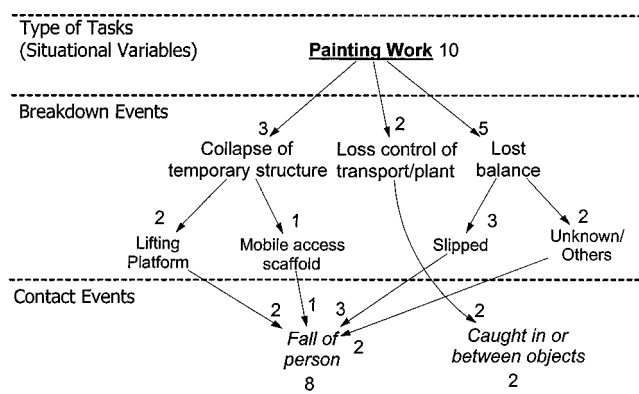 Type of Tasks
(Situational Variables)
Painting Work 10
Breakdown Events
3
2
5
Collapse of
temporary structure
Loss control of
transport/plant
Lost
balance
2
1
3
2
Lifting
Platform
Mobile access
scaffold
Slipped
Unknown/
Others
Contact Events
2
1
3
2
2
Fall of
person
8
Caught in or
between objects
2